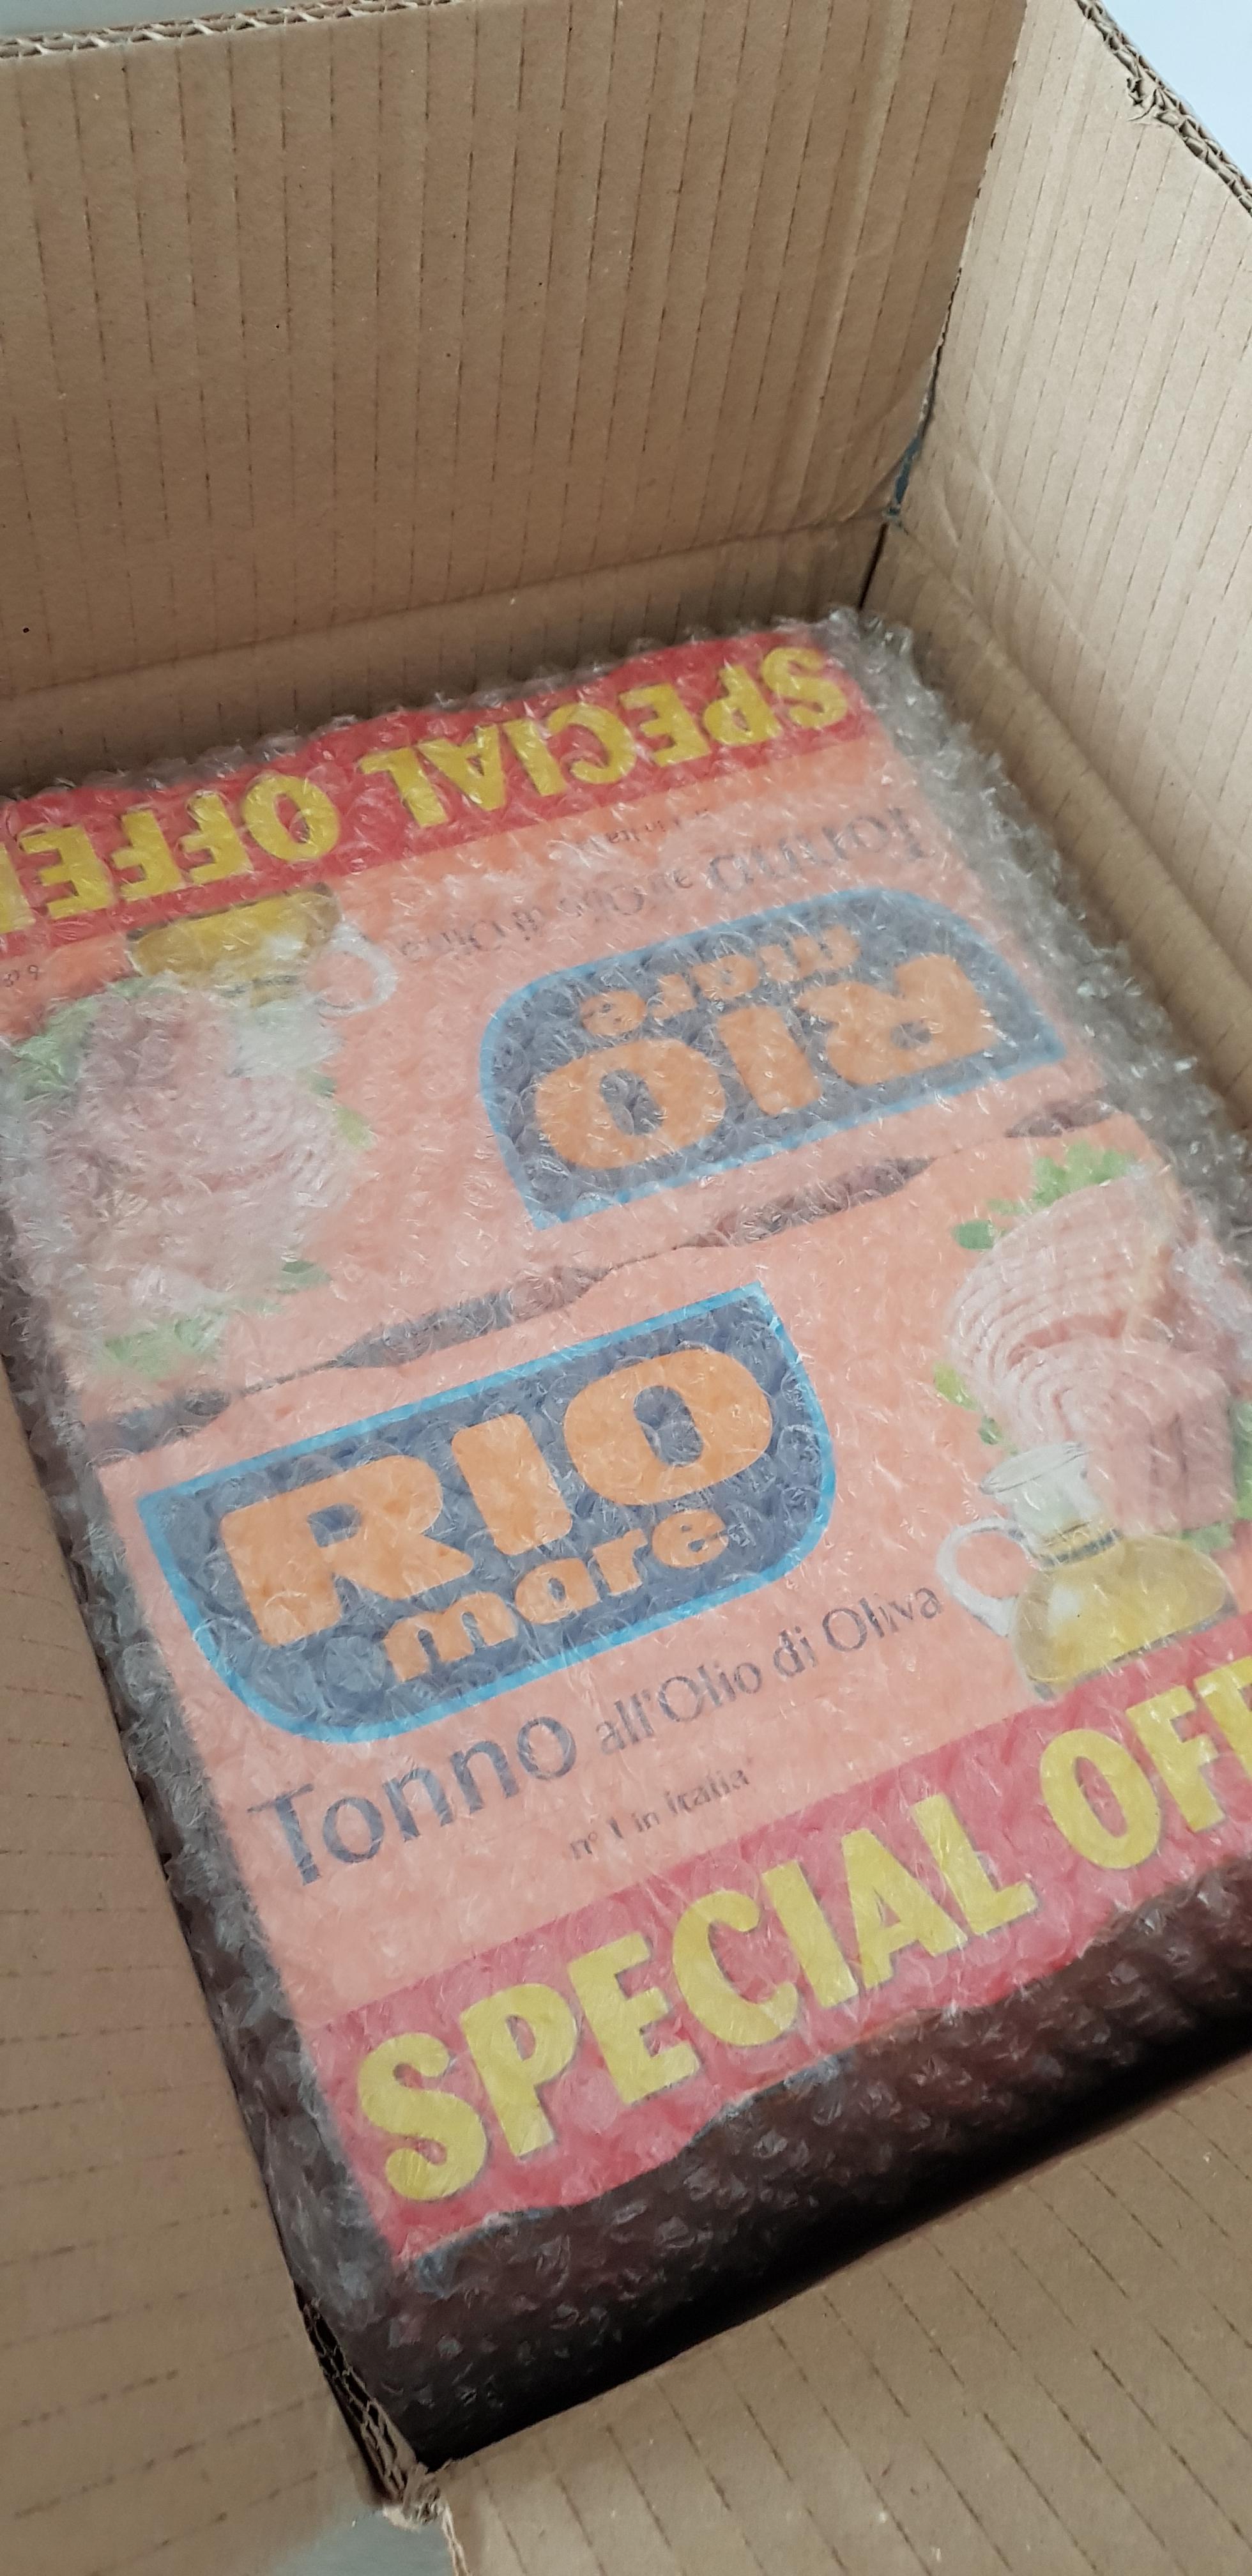 SPECIAL OFFE
Tonno all'Olio di Oliva
RIO
mare
RIO
mare
Tonno all'Olio di Oliva
n° 1 in Italia*
SPECIAL OFF